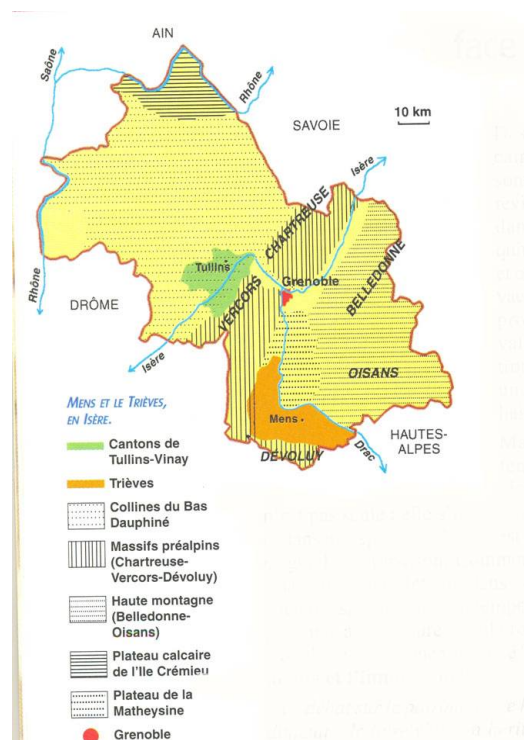 AIN
Saône
Rhône
10 km
SAVOIE
Isère
CHARTREUSE
Tullins
Grenoble
BELLEDONNE
VERCORS
Rhône
DRÔME
Isère
OISANS
Mens
HAUTES-
ALPES
DÉVOLUY
Drac
MENS ET LE TRIÈVES,
EN ISÈRE.
Cantons de
Tullins-Vinay
Trièves
Collines du Bas
Dauphiné
Massifs préalpins
(Chartreuse-
Vercors-Dévoluy)
Haute montagne
(Belledonne-
Oisans)
Plateau calcaire
de l'Ile Crémieu
Plateau de la
Matheysine
Grenoble
face